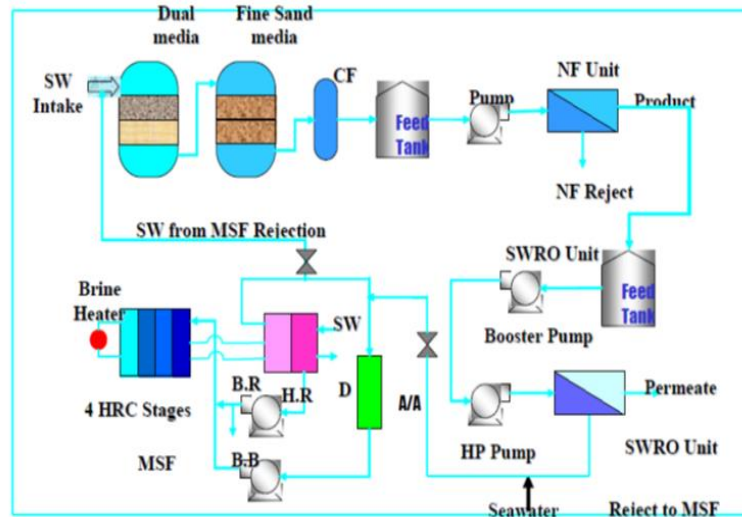 Dual
media
Fine Sand
media
CF
NF Unit
SW
Intake
Pump
Product
Feed
Tank
NF Reject
SW from MSF Rejection
SWRO Unit
Brine
Heater
SW
Feed
Tank
Booster Pump
B.R
H.R
D
A/A
Permeate
4 HRC Stages
MSF
B.B
HP Pump
SWRO Unit
Seawater
Reject to MSF